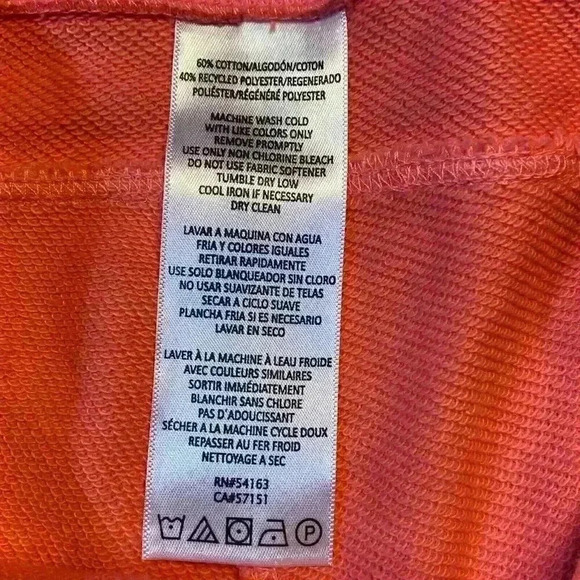 60% COTTON/ALGODÓN/COTON
40% RECYCLED POLYESTER/REGENERADO
POLIÉSTER/RÉGÉNÉRÉ POLYESTER
MACHINE WASH COLD
WITH LIKE COLORS ONLY
REMOVE PROMPTLY
USE ONLY NON CHLORINE BLEACH
DO NOT USE FABRIC SOFTENER
TUMBLE DRY LOW
COOL IRON IF NECESSARY
DRY CLEAN
LAVAR A MAQUINA CON AGUA
FRIA Y COLORES IGUALES
RETIRAR RAPIDAMENTE
USE SOLO BLANQUEADOR SIN CLORO
NO USAR SUAVIZANTE DE TELAS
SECAR A CICLO SUAVE
PLANCHA FRIA SI ES NECESARIO
LAVAR EN SECO
LAVER À LA MACHINE À LEAU FROIDE
AVEC COULEURS SIMILAIRES
SORTIR IMMÉDIATEMENT
BLANCHIR SANS CHLORE
PAS D'ADOUCISSANT
SÉCHER À LA MACHINE CYCLE DOUX
REPASSER AU FER FROID
NETTOYAGE A SEC
RN#54163
CA#57151
P